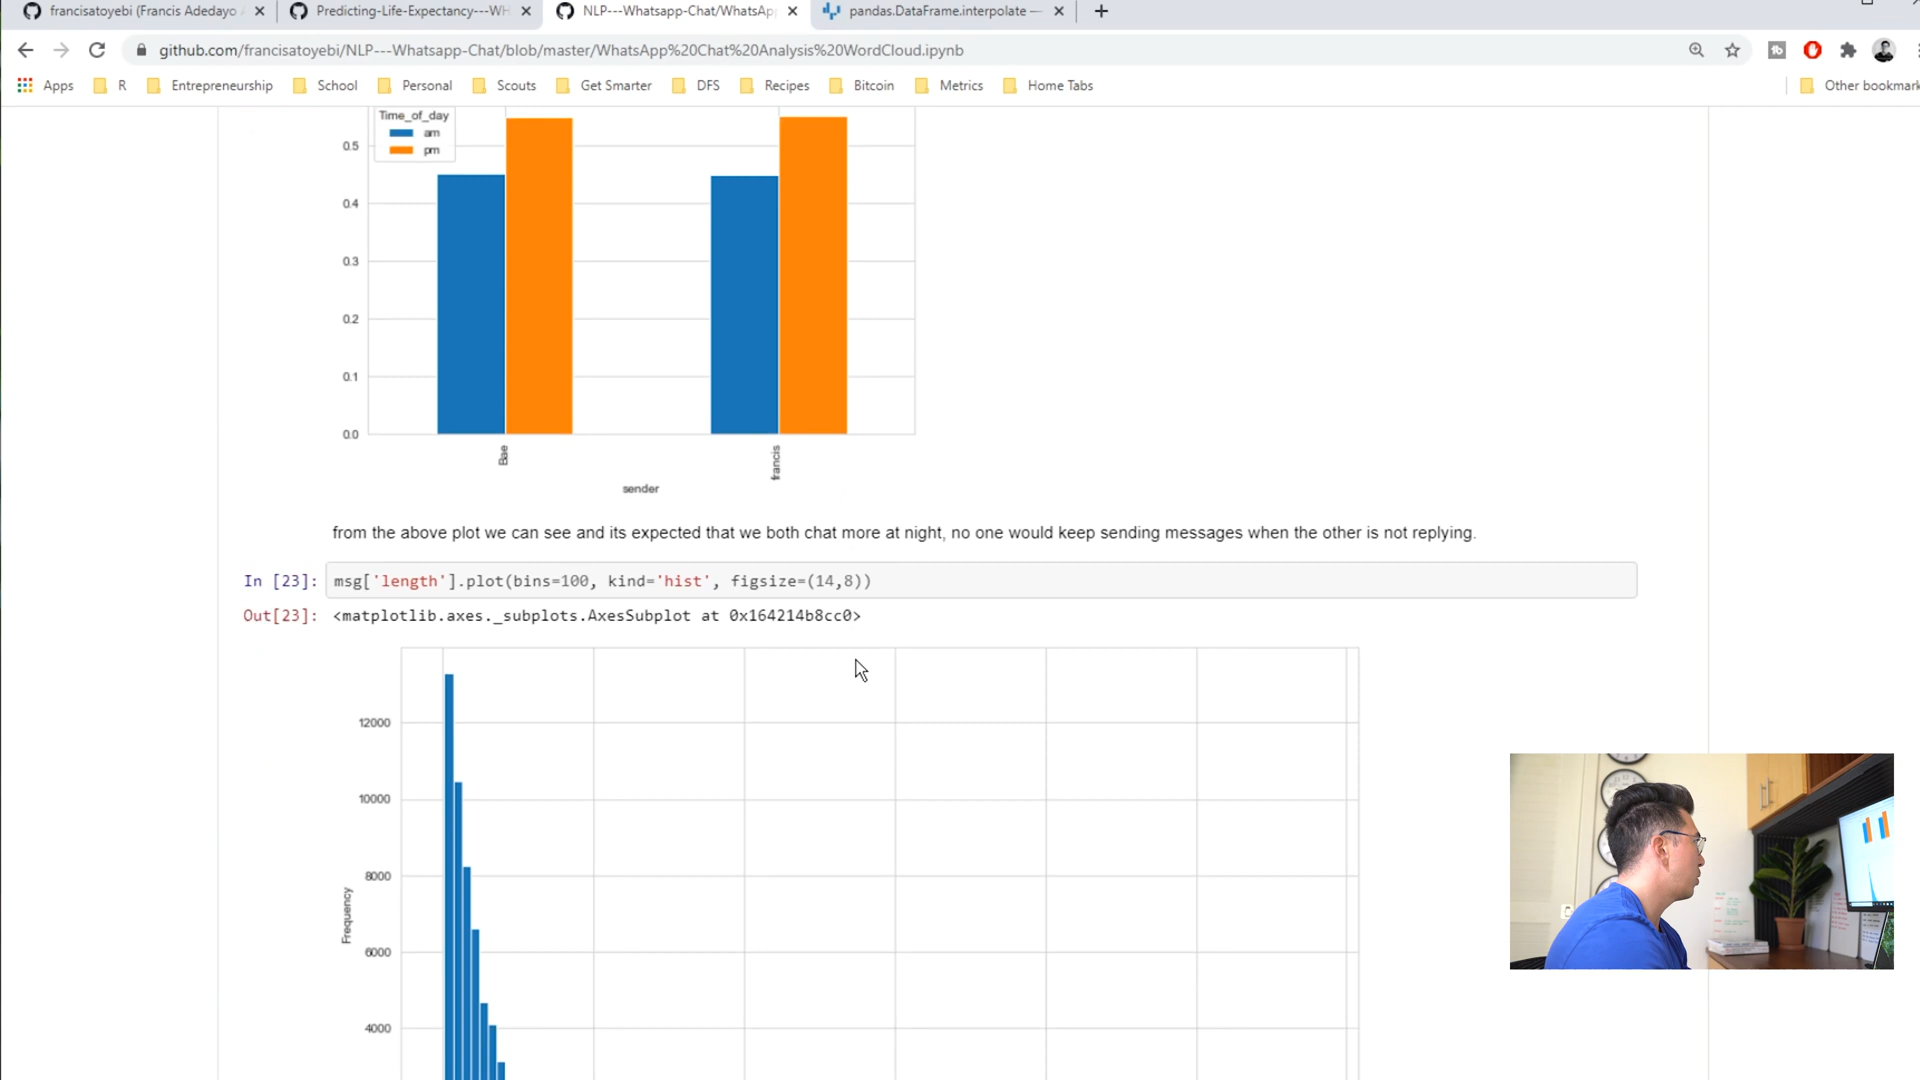 francisatoyebi (Francis Adedayo
Predicting-Life-Expectancy---WH
NLP---Whatsapp-Chat/WhatsAp
pandas.DataFrame.interpolate —
github.com/francisatoyebi/NLP---Whatsapp-Chat/blob/master/WhatsApp%20Chat%20Analysis%20WordCloud.ipynb
Apps R Entrepreneurship School Personal Scouts Get Smarter DFS Recipes Bitcoin Metrics Home Tabs Other bookmark
Time_of_day
am
pm
0.5
0.4
0.3
0.2
0.1
0.0
Bae
francis
sender
from the above plot we can see and its expected that we both chat more at night, no one would keep sending messages when the other is not replying.
In [23]: msg['length'].plot(bins=100, kind='hist', figsize=(14,8))
Out[23]: <matplotlib.axes._subplots.AxesSubplot at 0x164214b8cc0>
12000
10000
8000
6000
4000
Frequency